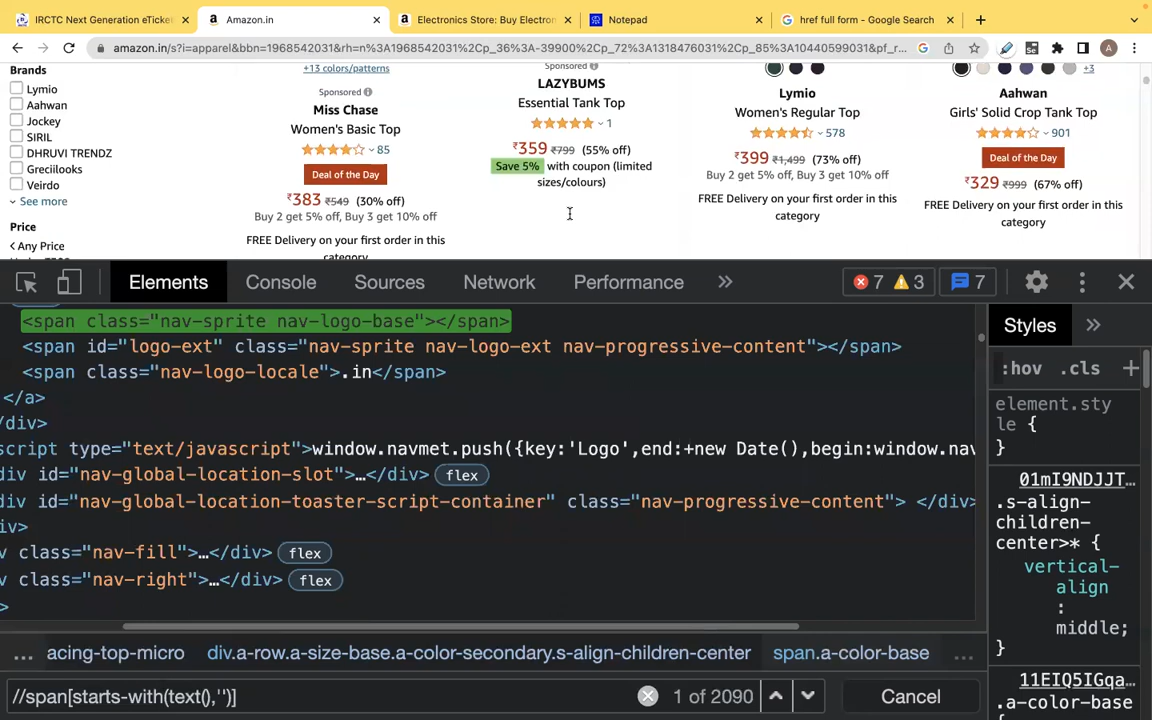 IRCTC Next Generation eTicke
Amazon.in
Electronics Store: Buy Electron
Notepad
href full form - Google Search
amazon.in/s?i=apparel&bbn=1968542031&rh=n%3A1968542031%2Cp_36%3A-39900%2Cp_72%3A1318476031%2Cp_85%3A10440599031&pf_r...
A
Brands
Lymio
Aahwan
Jockey
SIRIL
DHRUVI TRENDZ
Greciilooks
Veirdo
See more
Price
Any Price
+13 colors/patterns
Sponsored
Miss Chase
Women's Basic Top
85
Deal of the Day
₹383 ₹549 (30% off)
Buy 2 get 5% off, Buy 3 get 10% off
FREE Delivery on your first order in this
category
Sponsored
LAZYBUMS
Essential Tank Top
1
₹359 ₹799 (55% off)
Save 5% with coupon (limited
sizes/colours)
Lymio
Women's Regular Top
578
₹399 ₹1,499 (73% off)
Buy 2 get 5% off, Buy 3 get 10% off
FREE Delivery on your first order in this
category
+3
Aahwan
Girls' Solid Crop Tank Top
901
Deal of the Day
₹329 ₹999 (67% off)
FREE Delivery on your first order in this
category
Elements
Console
Sources
Network
Performance
7
3
7
<span class="nav-sprite nav-logo-base"></span>
<span id="logo-ext" class="nav-sprite nav-logo-ext nav-progressive-content"></span>
<span class="nav-logo-locale">.in</span>
</a>
/div>
script type="text/javascript">window.navmet.push({key:'Logo',end:+new Date(),begin:window.nav
div id="nav-global-location-slot">…</div> flex
div id="nav-global-location-toaster-script-container" class="nav-progressive-content"> </div>
iv>
v class="nav-fill">…</div> flex
v class="nav-right">…</div> flex
>
Styles
:hov .cls +
element.sty
le {
}
01mI9NDJJT…
.s-align-
children-
center>* {
vertical-
align
:
middle;
}
11EIQ5IGqa…
.a-color-base
... acing-top-micro div.a-row.a-size-base.a-color-secondary.s-align-children-center span.a-color-base ...
//span[starts-with(text(),'')]
1 of 2090
Cancel